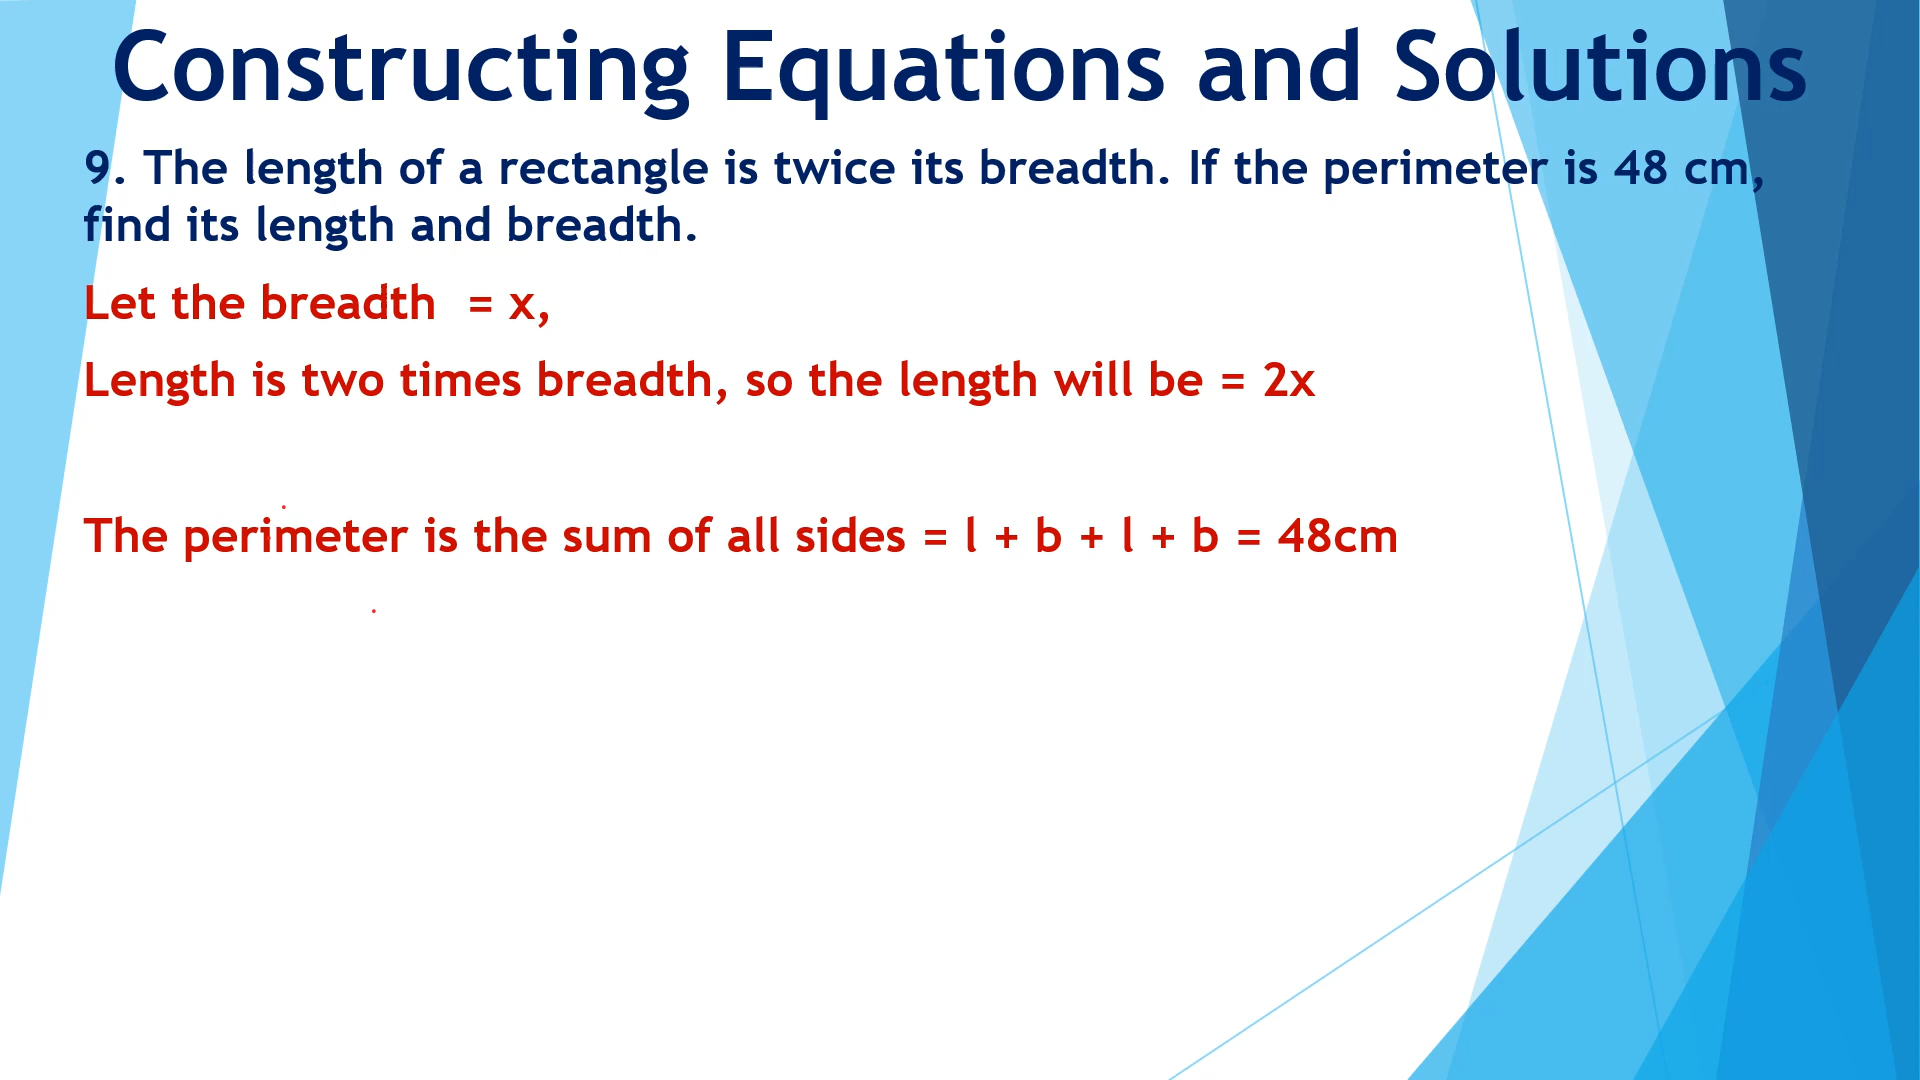 Constructing Equations and Solutions
9. The length of a rectangle is twice its breadth. If the perimeter is 48 cm,
find its length and breadth.
Let the breadth = x,
Length is two times breadth, so the length will be = 2x
The perimeter is the sum of all sides = l + b + l + b = 48cm